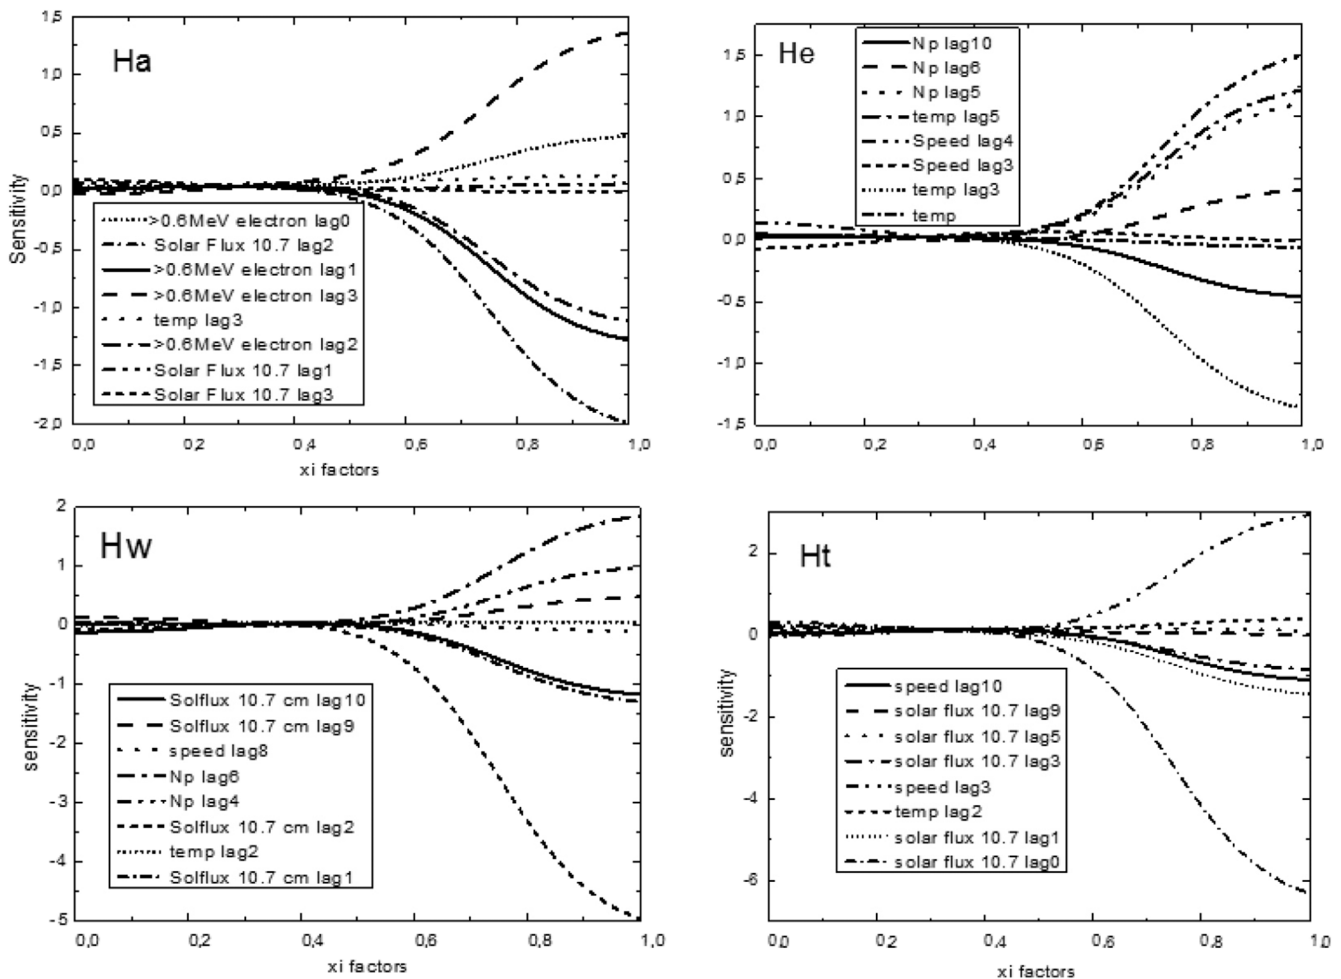 Ha
1,5
1,0
0,5
0,0
-0,5
-1,0
-1,5
-2,0
Sensitivity
>0.6MeV electron lag0
Solar Flux 10.7 lag2
>0.6MeV electron lag1
>0.6MeV electron lag3
temp lag3
>0.6MeV electron lag2
Solar Flux 10.7 lag1
Solar Flux 10.7 lag3
0,0 0,2 0,4 0,6 0,8 1,0
xi factors
He
1,5
1,0
0,5
0,0
-0,5
-1,0
-1,5
Np lag10
Np lag6
Np lag5
temp lag5
Speed lag4
Speed lag3
temp lag3
temp
0,0 0,2 0,4 0,6 0,8 1,0
xi factors
Hw
2
1
0
-1
-2
-3
-4
-5
sensitivity
Solflux 10.7 cm lag10
Solflux 10.7 cm lag9
speed lag8
Np lag6
Np lag4
Solflux 10.7 cm lag2
temp lag2
Solflux 10.7 cm lag1
0,0 0,2 0,4 0,6 0,8 1,0
xi factors
Ht
2
0
-2
-4
-6
sensitivity
speed lag10
solar flux 10.7 lag9
solar flux 10.7 lag5
solar flux 10.7 lag3
speed lag3
temp lag2
solar flux 10.7 lag1
solar flux 10.7 lag0
0,0 0,2 0,4 0,6 0,8 1,0
xi factors